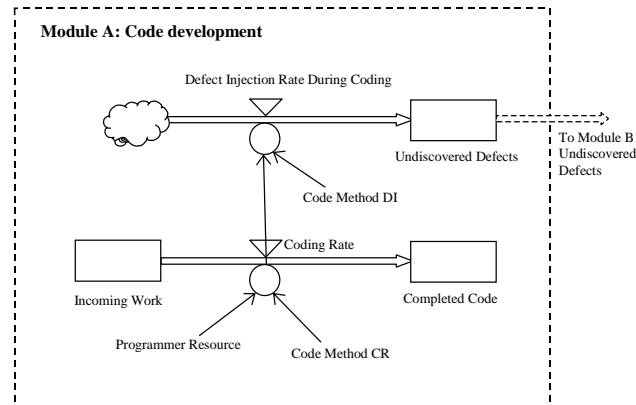 Module A: Code development
Defect Injection Rate During Coding
Undiscovered Defects
To Module B
Undiscovered
Defects
Code Method DI
Coding Rate
Incoming Work
Completed Code
Programmer Resource
Code Method CR